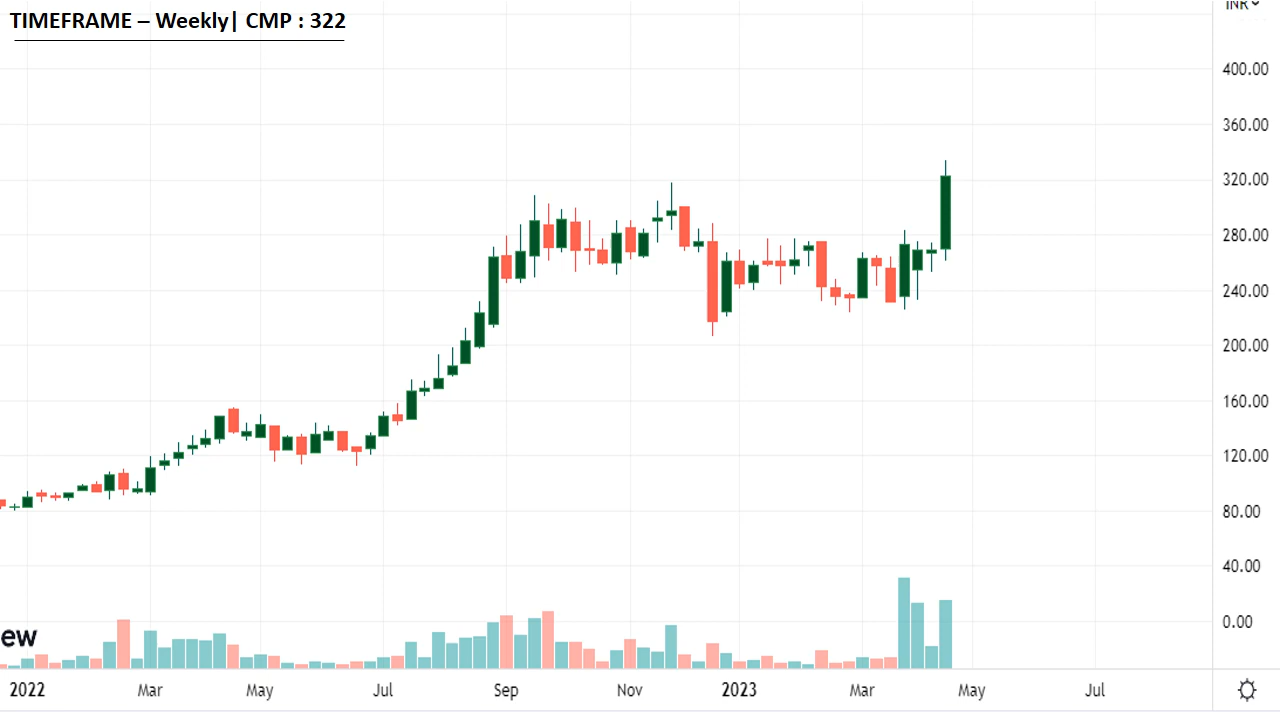 TIMEFRAME – Weekly| CMP : 322
INR
400.00
360.00
320.00
280.00
240.00
200.00
160.00
120.00
80.00
40.00
0.00
ew
2022 Mar May Jul Sep Nov 2023 Mar May Jul